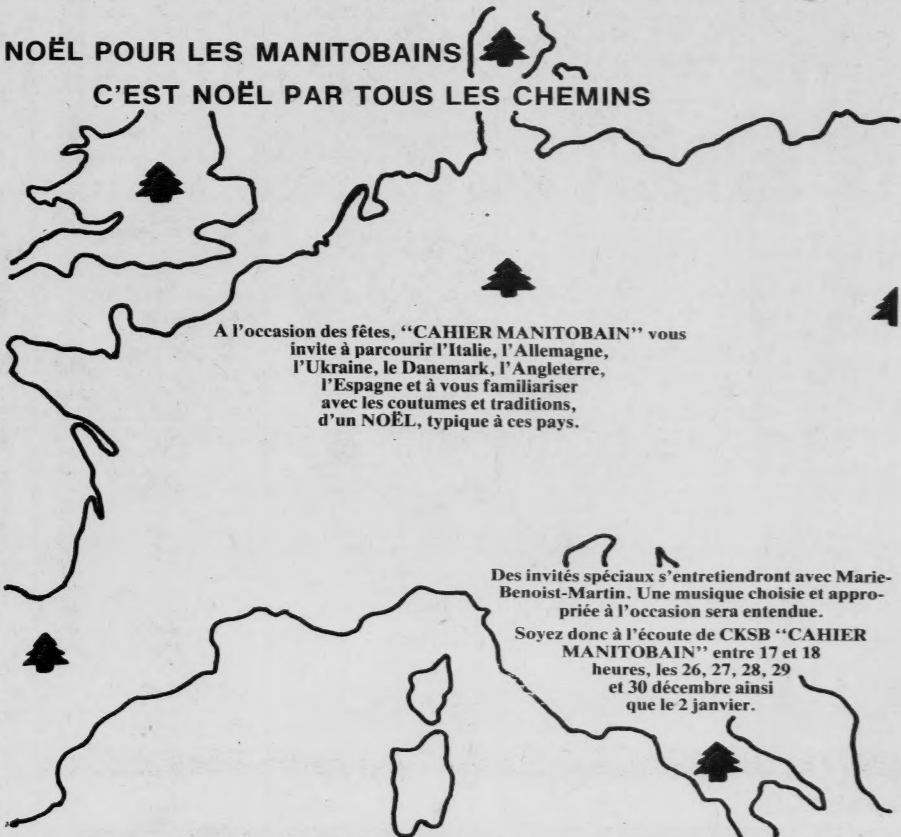 NOËL POUR LES MANITOBAINS
C'EST NOËL PAR TOUS LES CHEMINS
A l'occasion des fêtes, “CAHIER MANITOBAIN” vous
invite à parcourir l'Italie, l'Allemagne,
l'Ukraine, le Danemark, l'Angleterre,
l'Espagne et à vous familiariser
avec les coutumes et traditions,
d'un NOËL, typique à ces pays.
Des invités spéciaux s'entretiendront avec Marie-
Benoist-Martin. Une musique choisie et appro-
priée à l'occasion sera entendue.
Soyez donc à l'écoute de CKSB “CAHIER
MANITOBAIN” entre 17 et 18
heures, les 26, 27, 28, 29
et 30 décembre ainsi
que le 2 janvier.